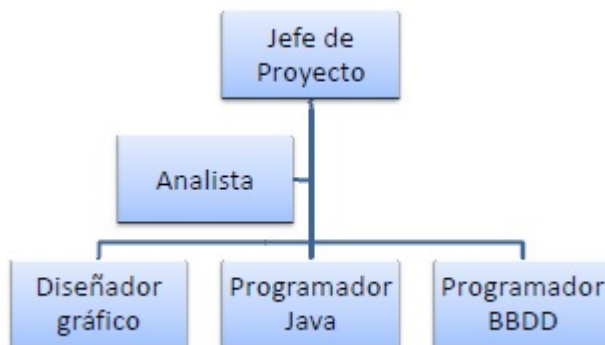 Jefe de
Proyecto
Analista
Diseñador
gráfico
Programador
Java
Programador
BBDD